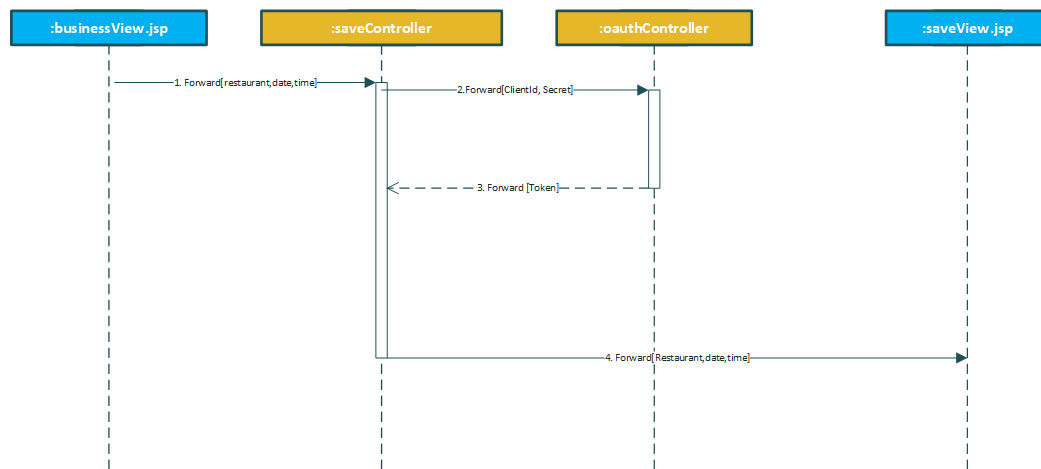 :businessView.jsp
:saveController
:oauthController
:saveView.jsp
1. Forward[restaurant,date,time]
2.Forward[ClientId, Secret]
3. Forward [Token]
4. Forward[Restaurant,date,time]